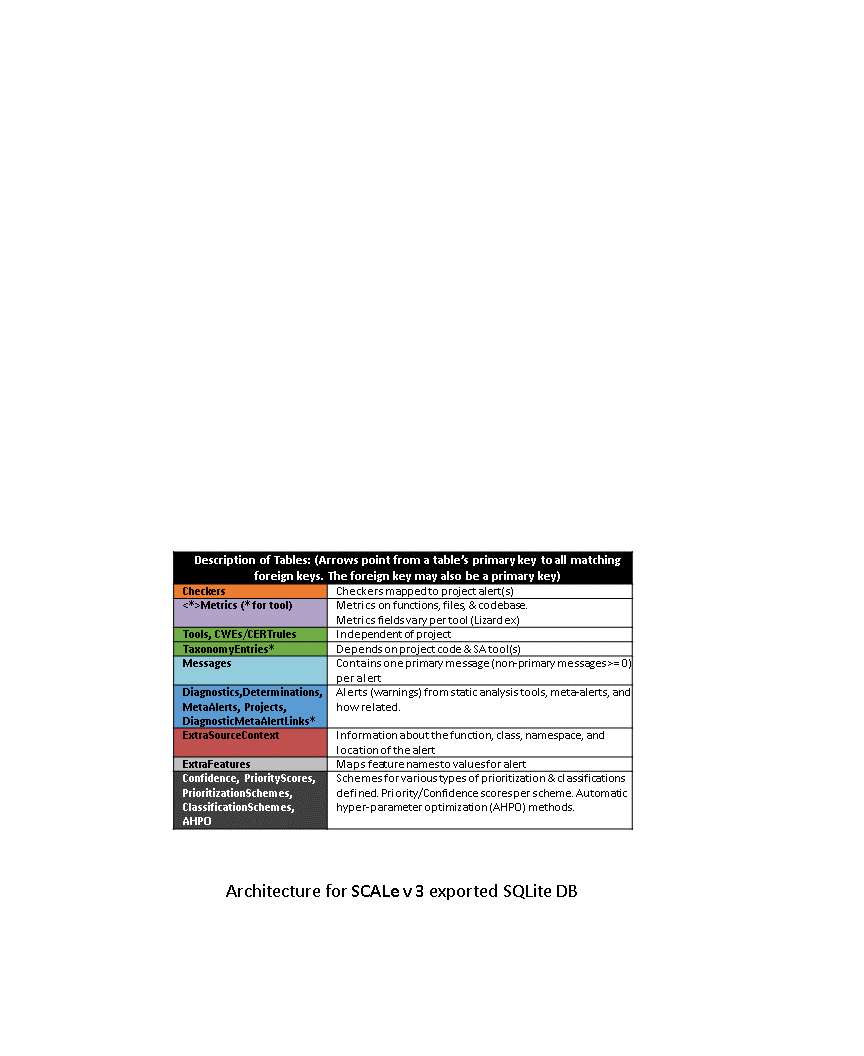 Description of Tables: (Arrows point from a table's primary key to all matching
foreign keys. The foreign key may also be a primary key)
Checkers
Checkers mapped to project alert(s)
<*>Metrics (* for tool)
Metrics on functions, files, & codebase.
Metrics fields vary per tool (Lizard ex)
Tools, CWEs/CERTrules
Independent of project
TaxonomyEntries*
Depends on project code & SA tool(s)
Messages
Contains one primary message (non-primary messages >= 0)
per alert
Diagnostics,Determinations,
MetaAlerts, Projects,
DiagnosticMetaAlertLinks*
Alerts (warnings) from static analysis tools, meta-alerts, and
how related.
ExtraSourceContext
Information about the function, class, namespace, and
location of the alert
ExtraFeatures
Maps feature names to values for alert
Confidence, PriorityScores,
PrioritizationSchemes,
ClassificationSchemes,
AHPO
Schemes for various types of prioritization & classifications
defined. Priority/Confidence scores per scheme. Automatic
hyper-parameter optimization (AHPO) methods.
Architecture for SCALe v 3 exported SQLite DB